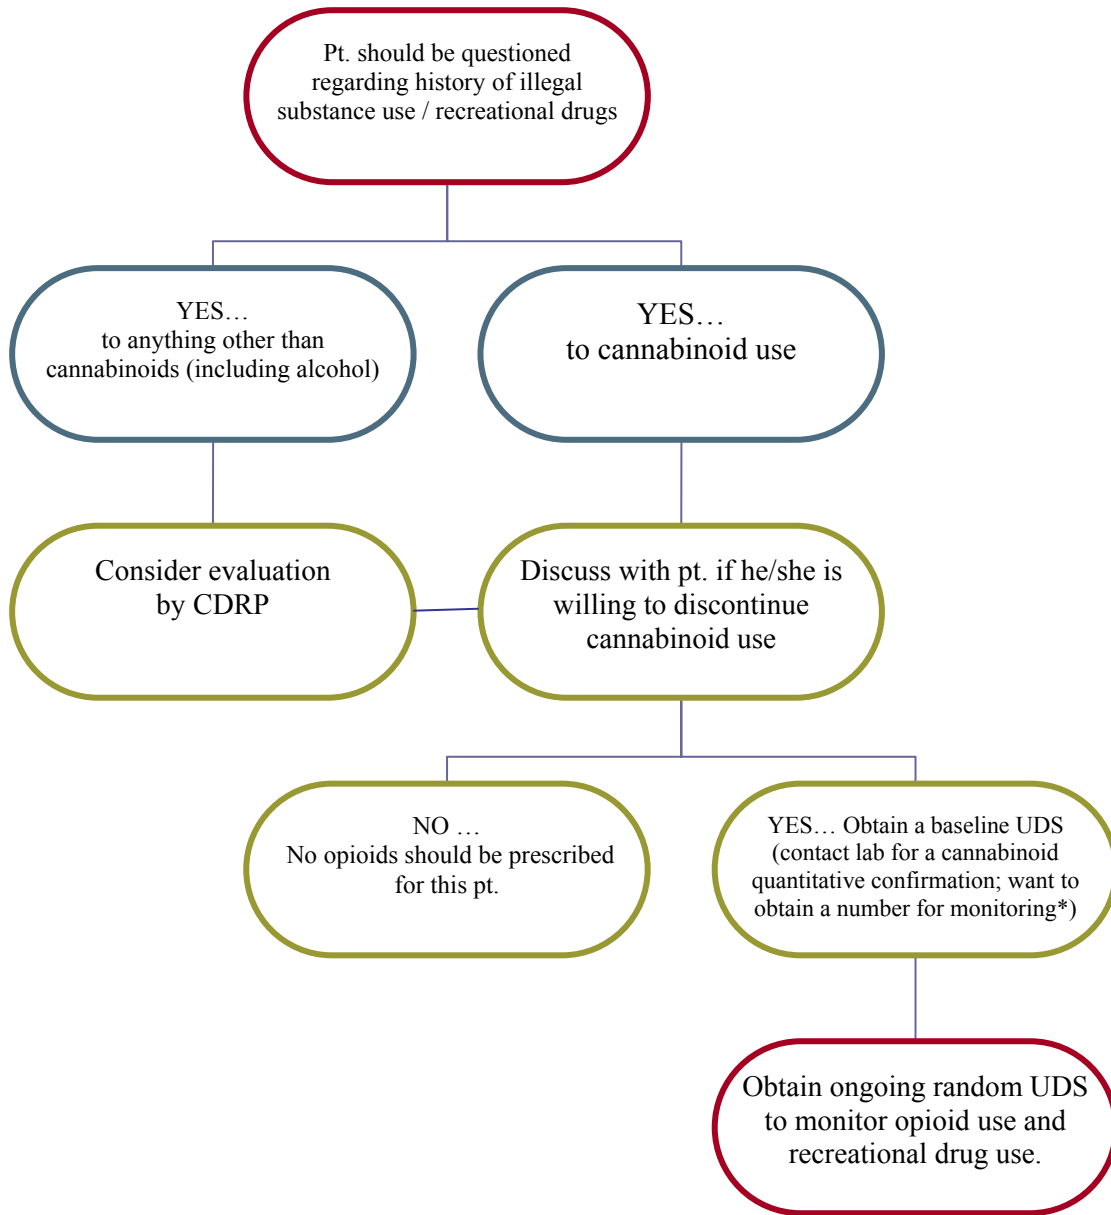 Pt. should be questioned
regarding history of illegal
substance use / recreational drugs
YES…
to anything other than
cannabinoids (including alcohol)
YES…
to cannabinoid use
Consider evaluation
by CDRP
Discuss with pt. if he/she is
willing to discontinue
cannabinoid use
NO …
No opioids should be prescribed
for this pt.
YES… Obtain a baseline UDS
(contact lab for a cannabinoid
quantitative confirmation; want to
obtain a number for monitoring*)
Obtain ongoing random UDS
to monitor opioid use and
recreational drug use.